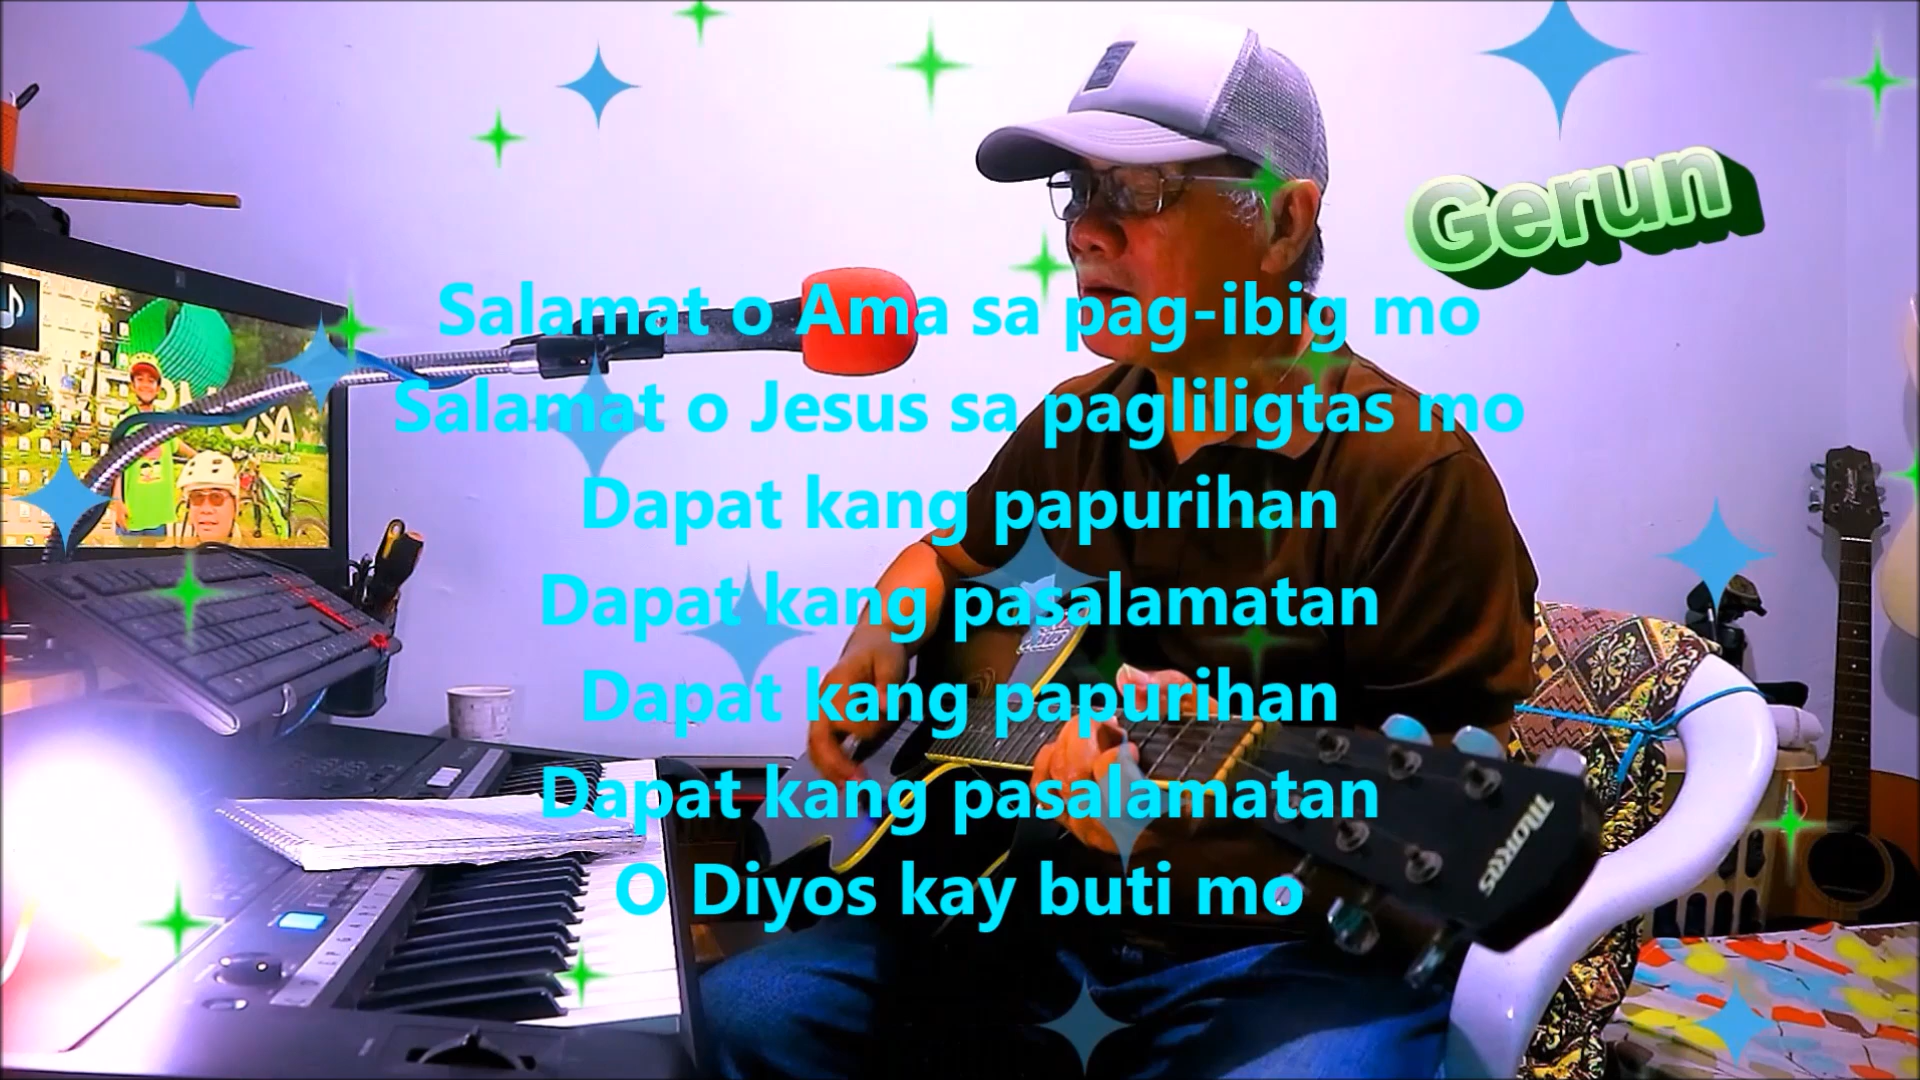 Gerun
Salamat o Ama sa pag-ibig mo
Salamat o Jesus sa pagliligtas mo
Dapat kang papurihan
Dapat kang pasalamatan
Dapat kang papurihan
Dapat kang pasalamatan
O Diyos kay buti mo
morriss